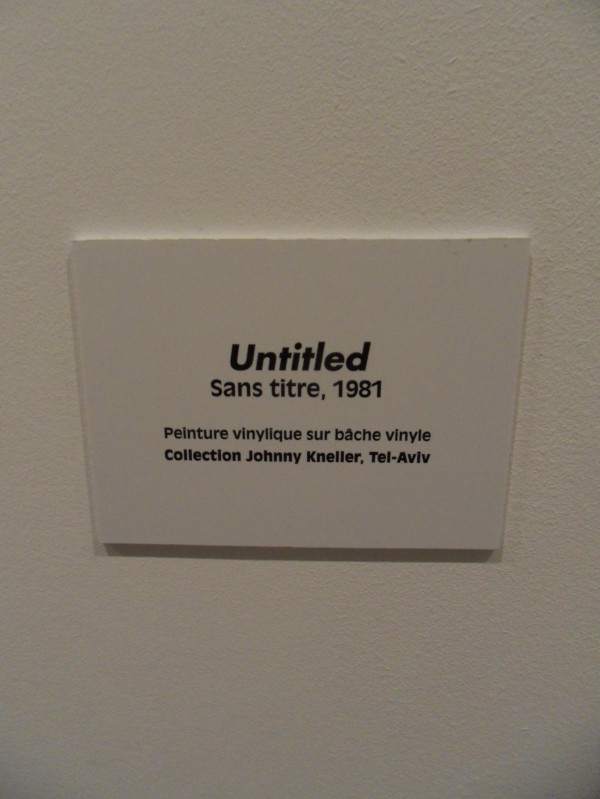 Untitled
Sans titre, 1981
Peinture vinylique sur bâche vinyle
Collection Johnny Kneller, Tel-Aviv